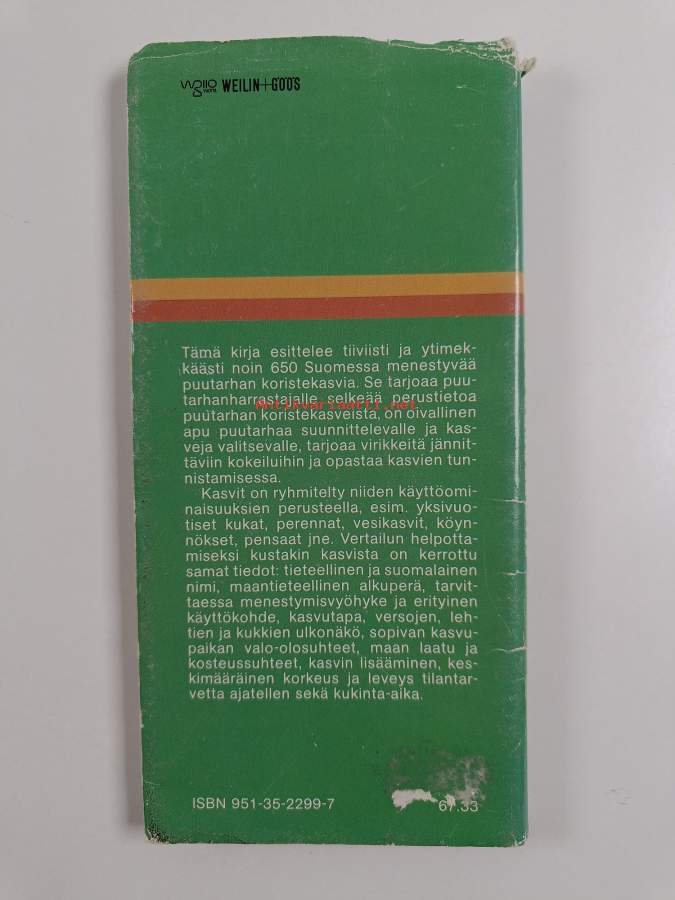 WEILIN+GÖÖS
Tämä kirja esittelee tiiviisti ja ytimek-
käästi noin 650 Suomessa menestyvää
puutarhan koristekasvia. Se tarjoaa puu-
tarhanharrastajalle selkeää perustietoa
Antikvariaatti.net
puutarhan koristekasveista, on oivallinen
apu puutarhaa suunnittelevalle ja kas-
veja valitsevalle, tarjoaa virikkeitä jännit-
täviin kokeiluihin ja opastaa kasvien tun-
nistamisessa.
Kasvit on ryhmitelty niiden käyttöomi-
naisuuksien perusteella, esim. yksivuo-
tiset kukat, perennat, vesikasvit, köyn-
nökset, pensaat jne. Vertailun helpotta-
miseksi kustakin kasvista on kerrottu
samat tiedot: tieteellinen ja suomalainen
nimi, maantieteellinen alkuperä, tarvit-
taessa menestymisvyöhyke ja erityinen
käyttökohde, kasvutapa, versojen, leh-
tien ja kukkien ulkonäkö, sopivan kasvu-
paikan valo-olosuhteet, maan laatu ja
kosteussuhteet, kasvin lisääminen, kes-
kimääräinen korkeus ja leveys tilantar-
vetta ajatellen sekä kukinta-aika.
ISBN 951-35-2299-7
67.33